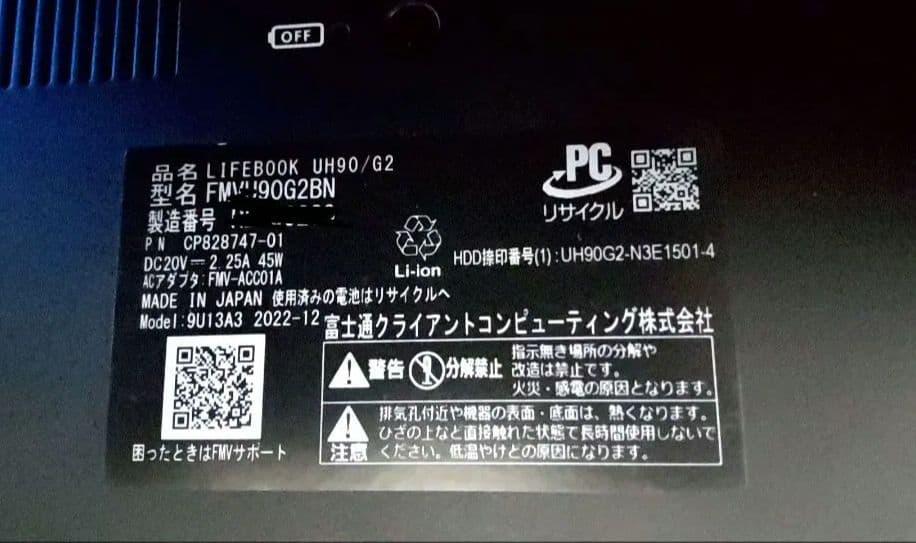 OFF
品名 LIFEBOOK UH90/G2
型名 FMVU90G2BN
製造番号
PN CP828747-01
DC20V 2.25A 45W
ACアダプタ:FMV-ACC01A
MADE IN JAPAN 使用済みの電池はリサイクルへ
Model:9U13A3 2022-12
富士通クライアントコンピューティング株式会社
Li-ion
PC
リサイクル
HDD捺印番号(1):UH90G2-N3E1501-4
困ったときはFMVサポート
警告
分解禁止
指示無き場所の分解や
改造は禁止です。
火災・感電の原因となります。
注意
排気孔付近や機器の表面・底面は、熱くなります。
ひざの上など直接触れた状態で長時間使用しないで
ください。低温やけどの原因になります。